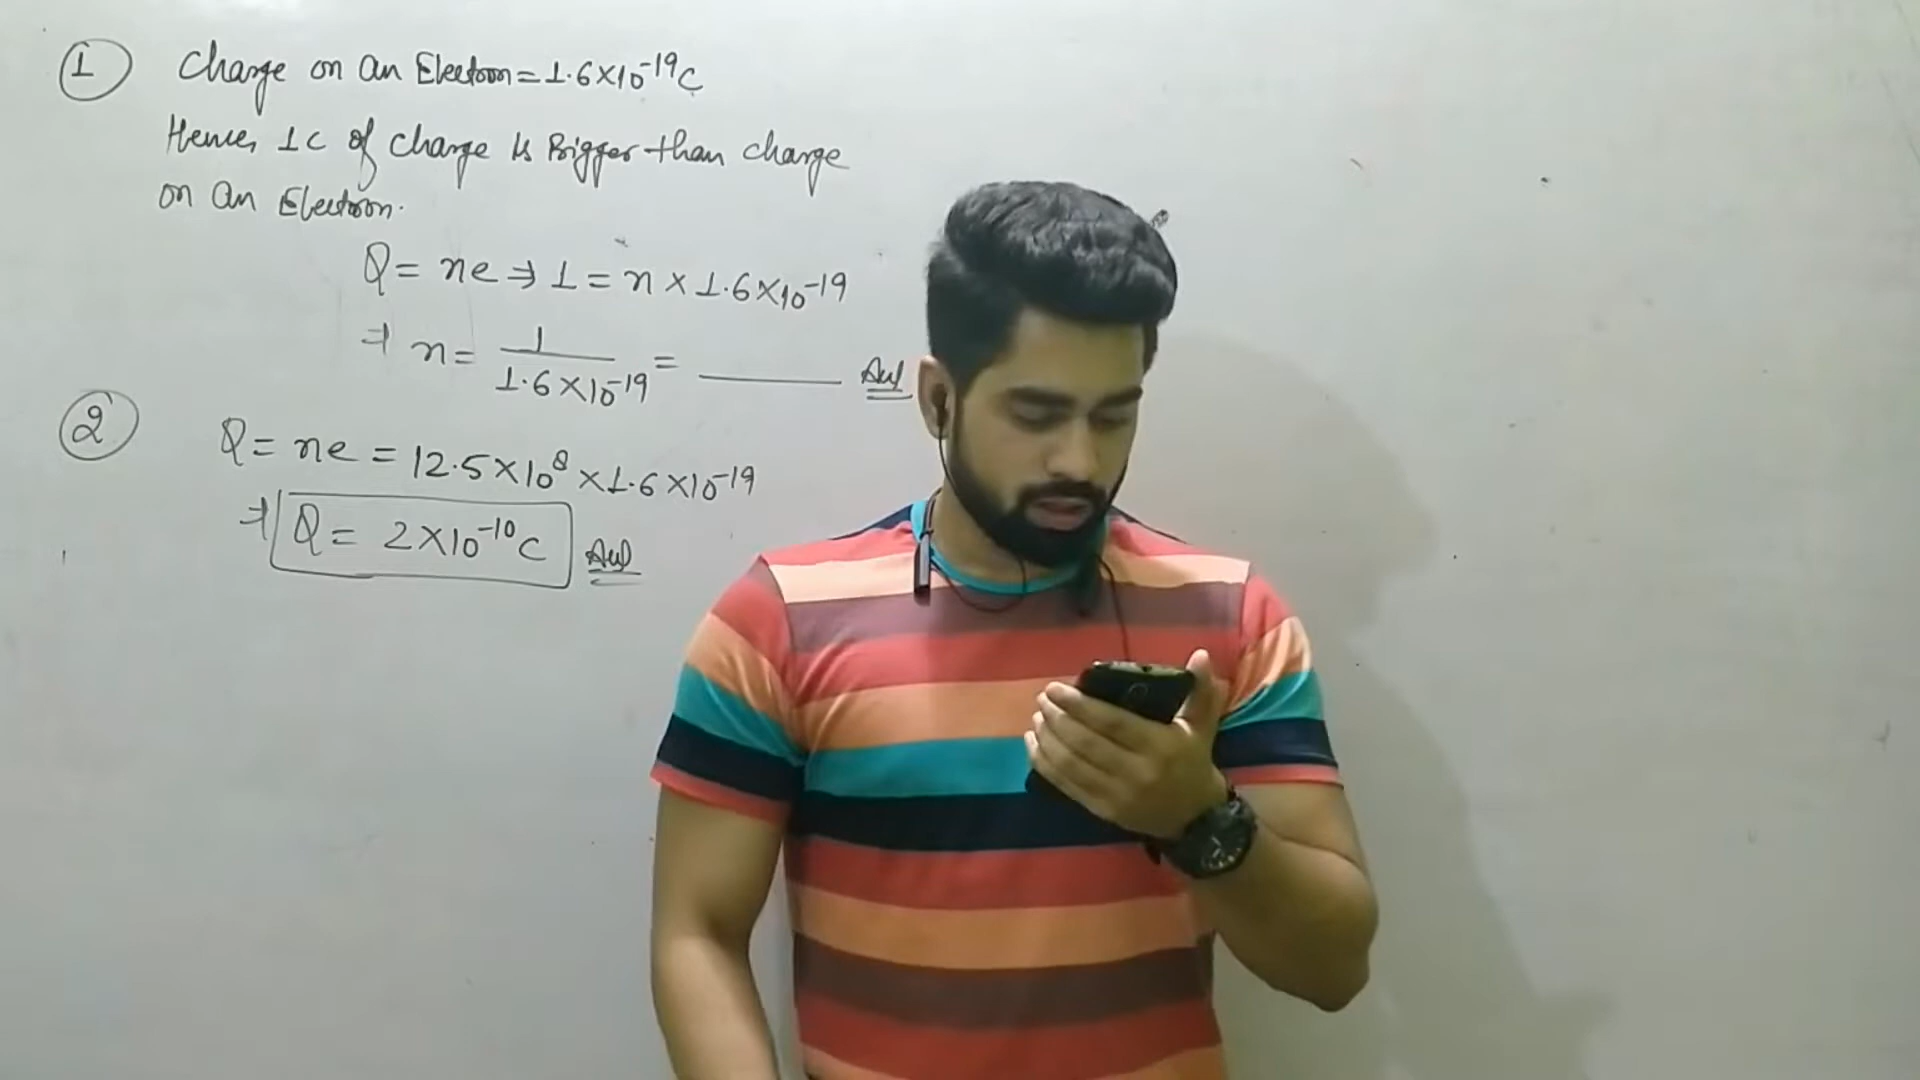 1 Charge on an Electron = 1.6×10⁻¹⁹C
Hence, 1C of charge is Bigger than charge
on an Electron.
Q = ne ⇒ 1 = n × 1.6×10⁻¹⁹
⇒ n = 1/1.6×10⁻¹⁹ = ______ Ans
2 Q = ne = 12.5×10⁸ ×1.6×10⁻¹⁹
⇒ Q = 2×10⁻¹⁰C Ans